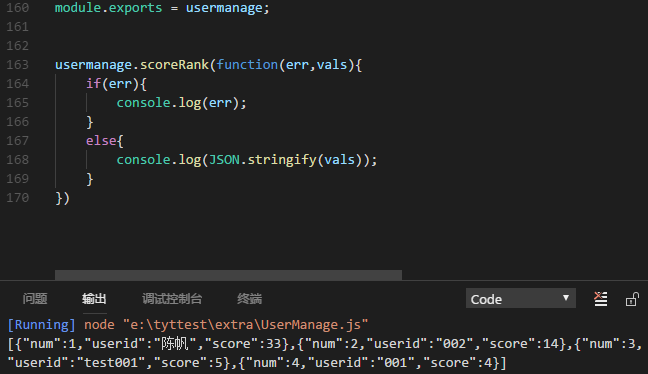 160 module.exports = usermanage;
161
162
163 usermanage.scoreRank(function(err,vals){
164     if(err){
165         console.log(err);
166     }
167     else{
168         console.log(JSON.stringify(vals));
169     }
170 })
问题 输出 调试控制台 终端 Code
[Running] node "e:\tyttest\extra\UserManage.js"
[{"num":1,"userid":"陈帆","score":33},{"num":2,"userid":"002","score":14},{"num":3,
"userid":"test001","score":5},{"num":4,"userid":"001","score":4}]